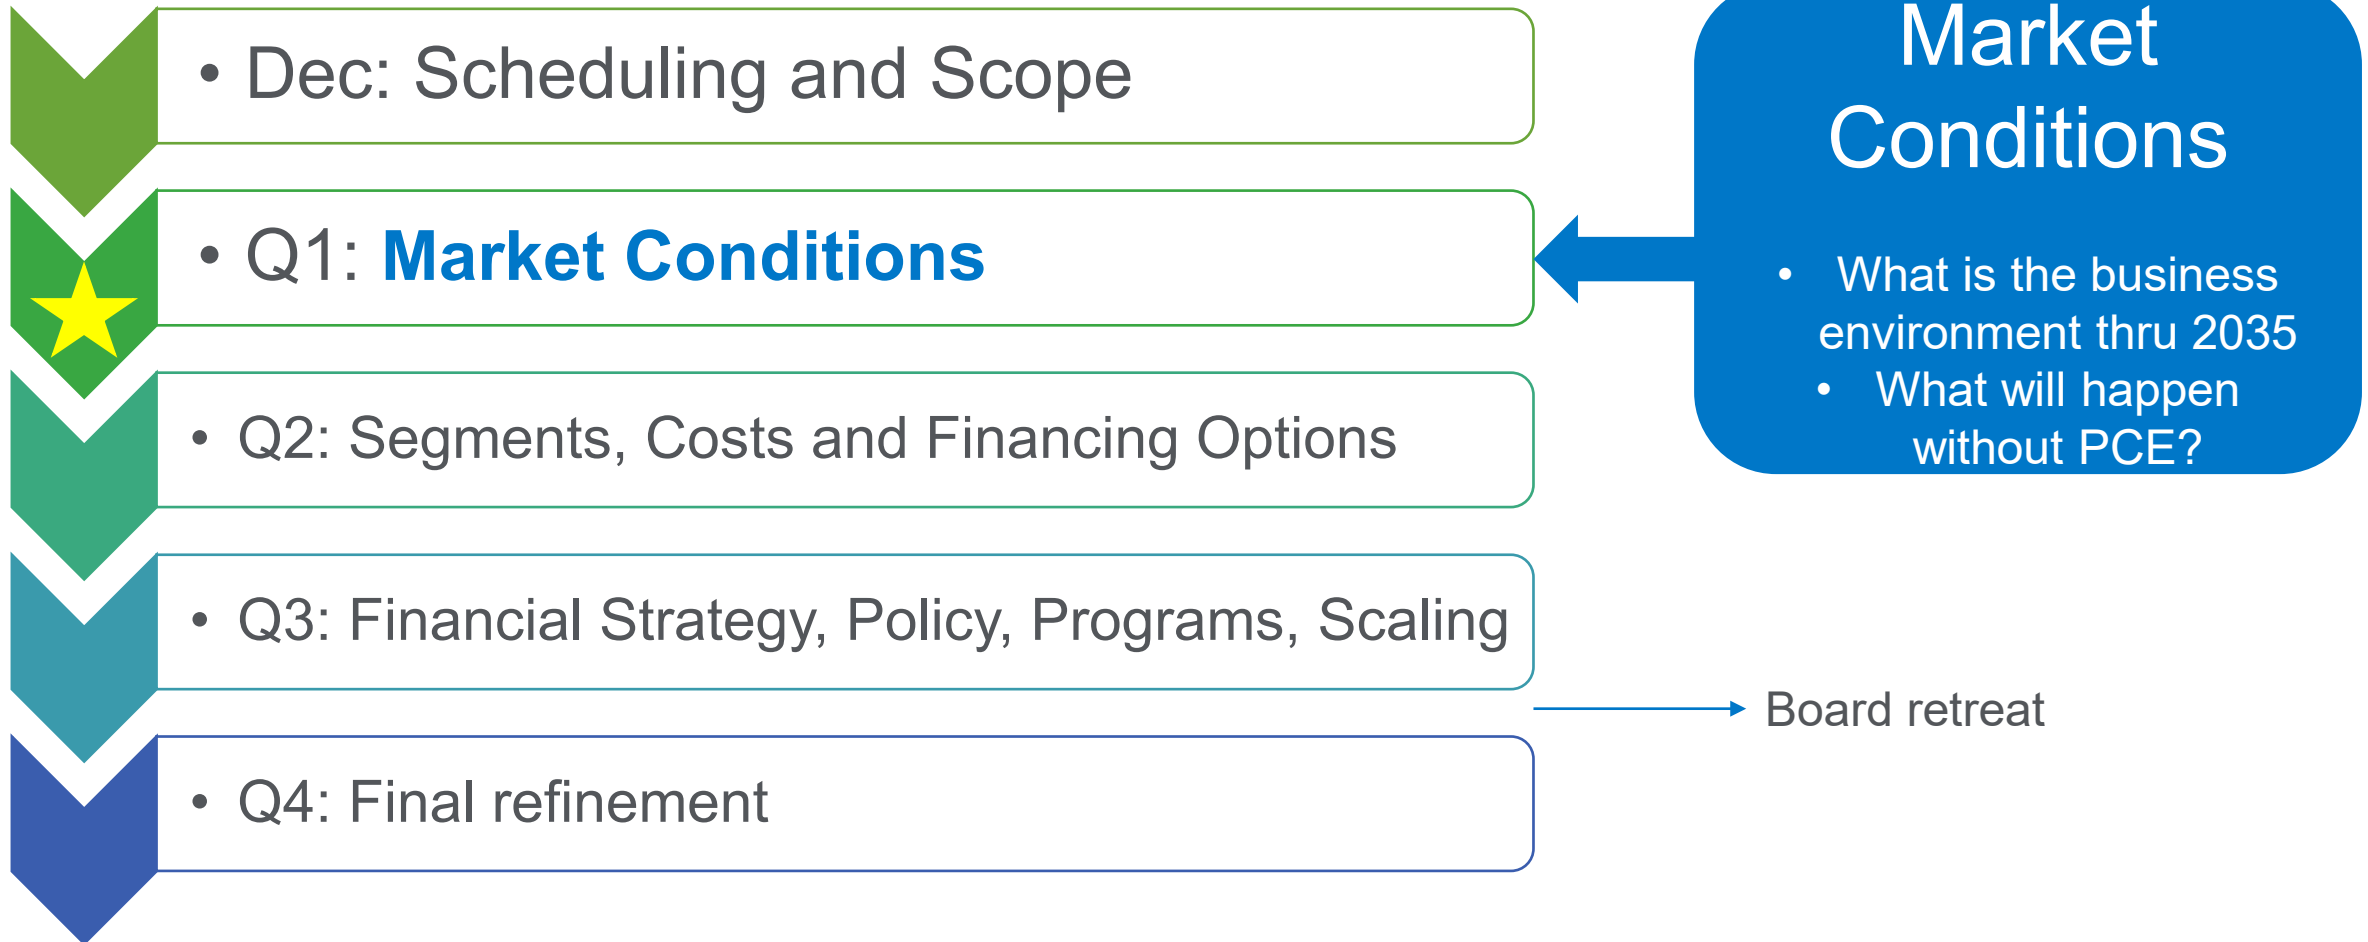 • Dec: Scheduling and Scope
• Q1: Market Conditions
• Q2: Segments, Costs and Financing Options
• Q3: Financial Strategy, Policy, Programs, Scaling
• Q4: Final refinement
Market
Conditions
• What is the business
environment thru 2035
• What will happen
without PCE?
Board retreat